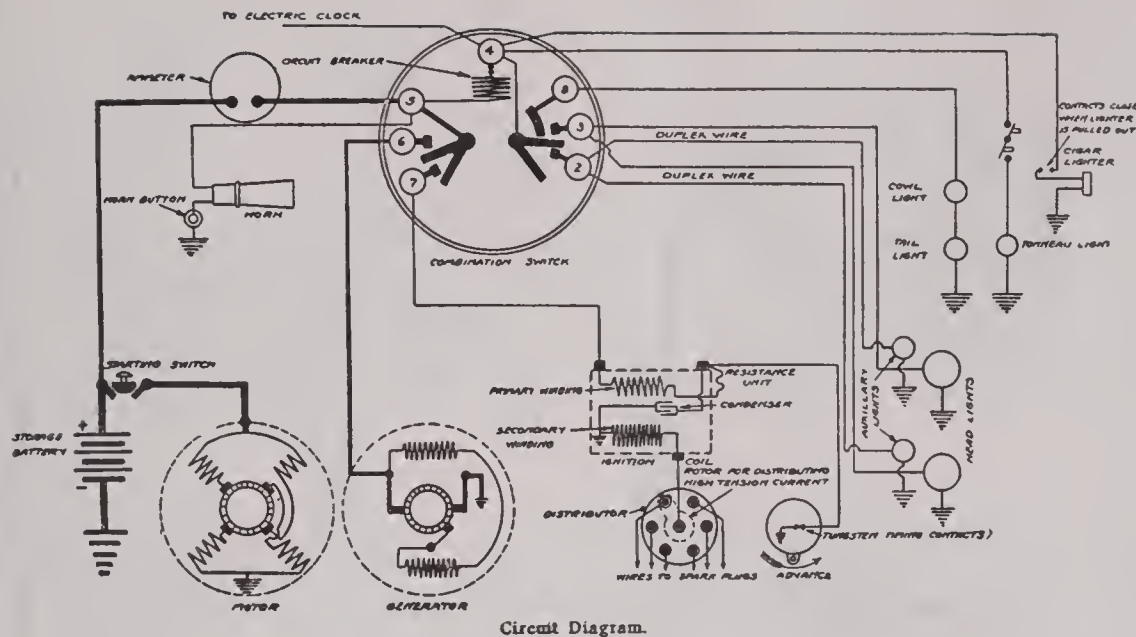 TO ELECTRIC CLOCK
CIRCUIT BREAKER
AMMETER
4
5
6
7
8
3
2
DUPLEX WIRE
DUPLEX WIRE
CONTACTS CLOSE
WHEN LIGHTER
IS PULLED OUT
CIGAR
LIGHTER
HORN BUTTON
HORN
COMBINATION SWITCH
COWL
LIGHT
TAIL
LIGHT
TONNEAU LIGHT
STARTING SWITCH
+
STORAGE
BATTERY
-
PRIMARY WINDING
RESISTANCE
UNIT
CONDENSER
SECONDARY
WINDING
IGNITION COIL
AUXILLARY
LIGHTS
HEAD LIGHTS
ROTOR FOR DISTRIBUTING
HIGH TENSION CURRENT
DISTRIBUTOR
TUNGSTEN TIMING CONTACTS)
WIRES TO SPARK PLUGS
ADVANCE
MOTOR
GENERATOR
Circuit Diagram.